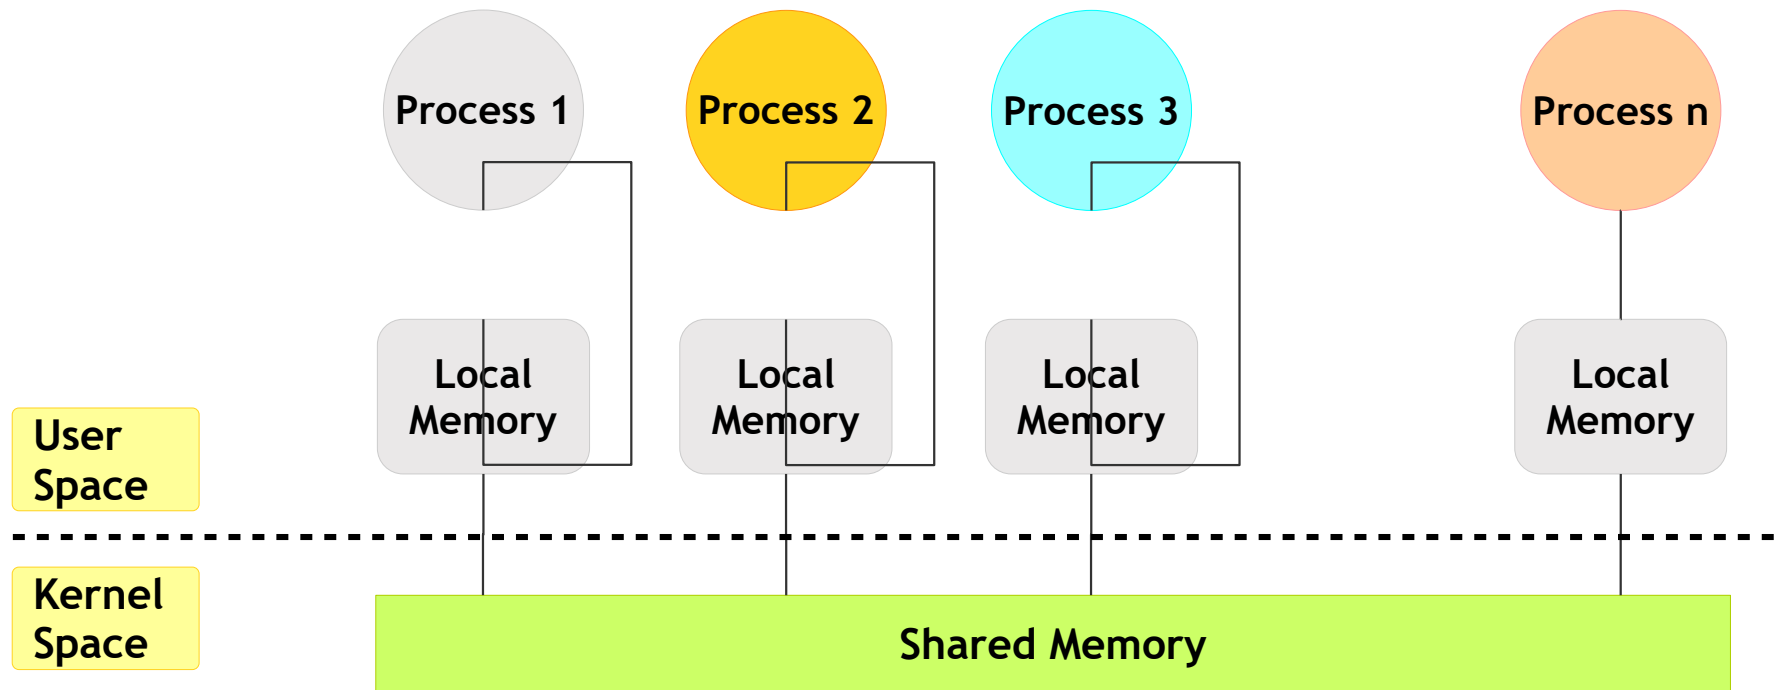 Process 1
Process 2
Process 3
Process n
Local
Memory
Local
Memory
Local
Memory
Local
Memory
User
Space
Kernel
Space
Shared Memory